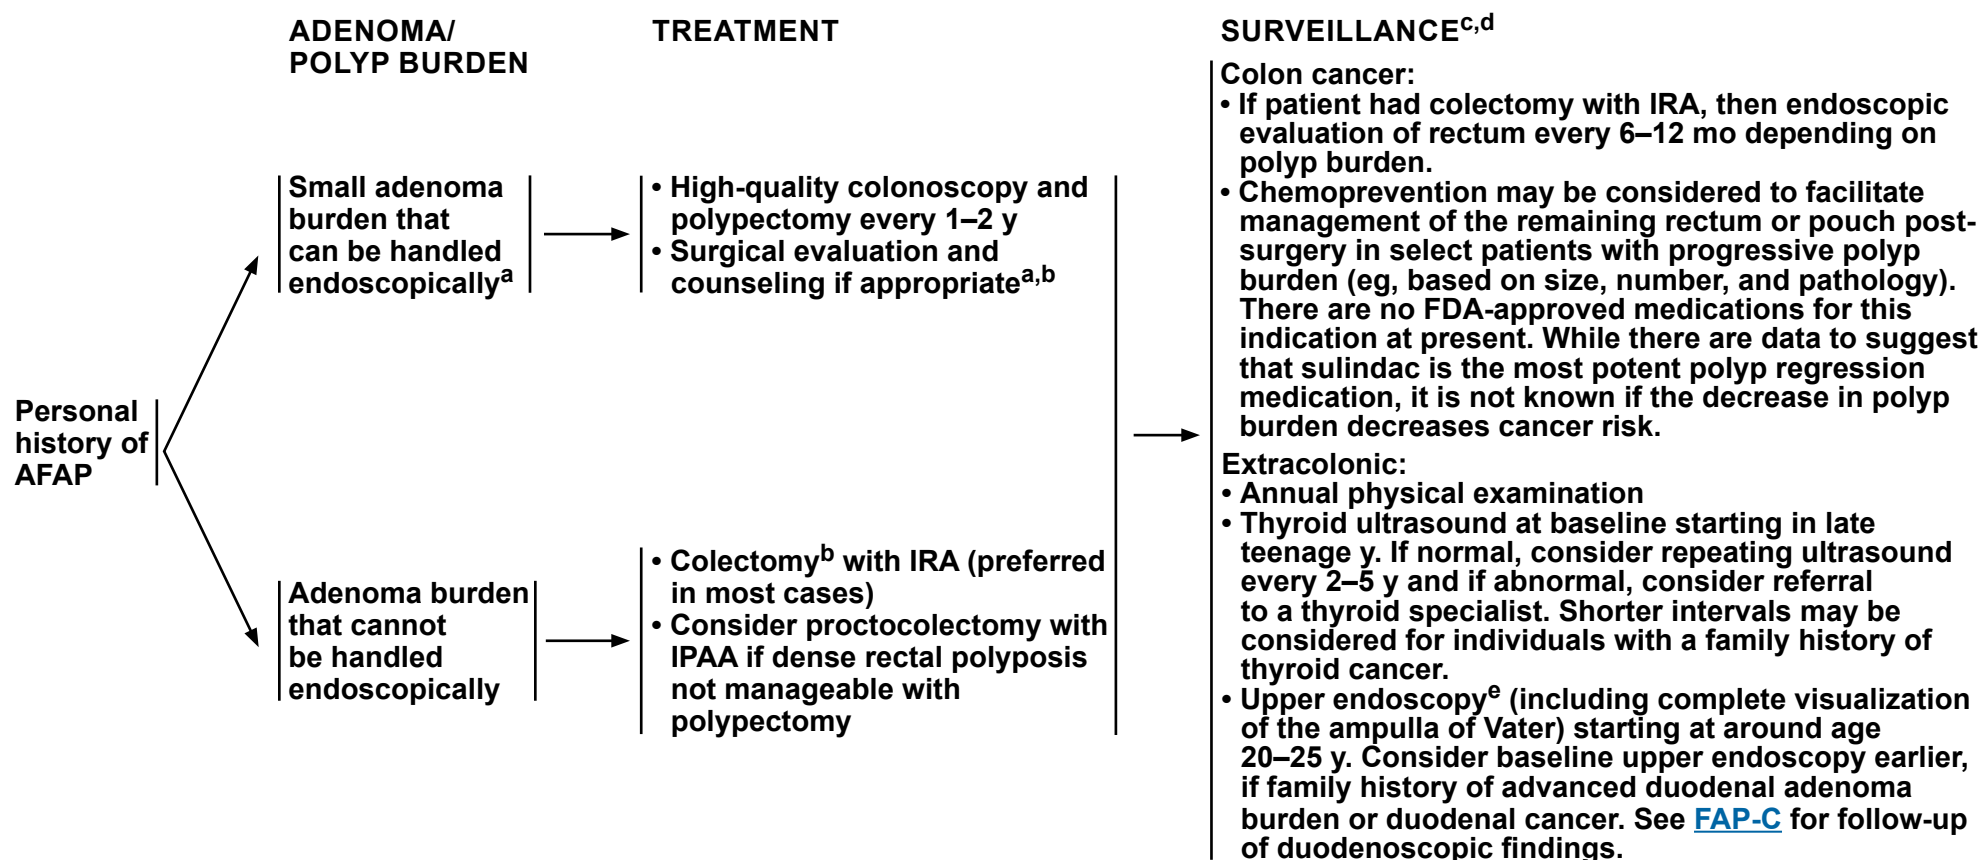 ADENOMA/
POLYP BURDEN
TREATMENT
SURVEILLANCEc,d
Personal
history of
AFAP
Small adenoma
burden that
can be handled
endoscopicallya
• High-quality colonoscopy and
polypectomy every 1–2 y
• Surgical evaluation and
counseling if appropriatea,b
Adenoma burden
that cannot
be handled
endoscopically
• Colectomyb with IRA (preferred
in most cases)
• Consider proctocolectomy with
IPAA if dense rectal polyposis
not manageable with
polypectomy
Colon cancer:
• If patient had colectomy with IRA, then endoscopic
evaluation of rectum every 6–12 mo depending on
polyp burden.
• Chemoprevention may be considered to facilitate
management of the remaining rectum or pouch post-
surgery in select patients with progressive polyp
burden (eg, based on size, number, and pathology).
There are no FDA-approved medications for this
indication at present. While there are data to suggest
that sulindac is the most potent polyp regression
medication, it is not known if the decrease in polyp
burden decreases cancer risk.
Extracolonic:
• Annual physical examination
• Thyroid ultrasound at baseline starting in late
teenage y. If normal, consider repeating ultrasound
every 2–5 y and if abnormal, consider referral
to a thyroid specialist. Shorter intervals may be
considered for individuals with a family history of
thyroid cancer.
• Upper endoscopye (including complete visualization
of the ampulla of Vater) starting at around age
20–25 y. Consider baseline upper endoscopy earlier,
if family history of advanced duodenal adenoma
burden or duodenal cancer. See FAP-C for follow-up
of duodenoscopic findings.